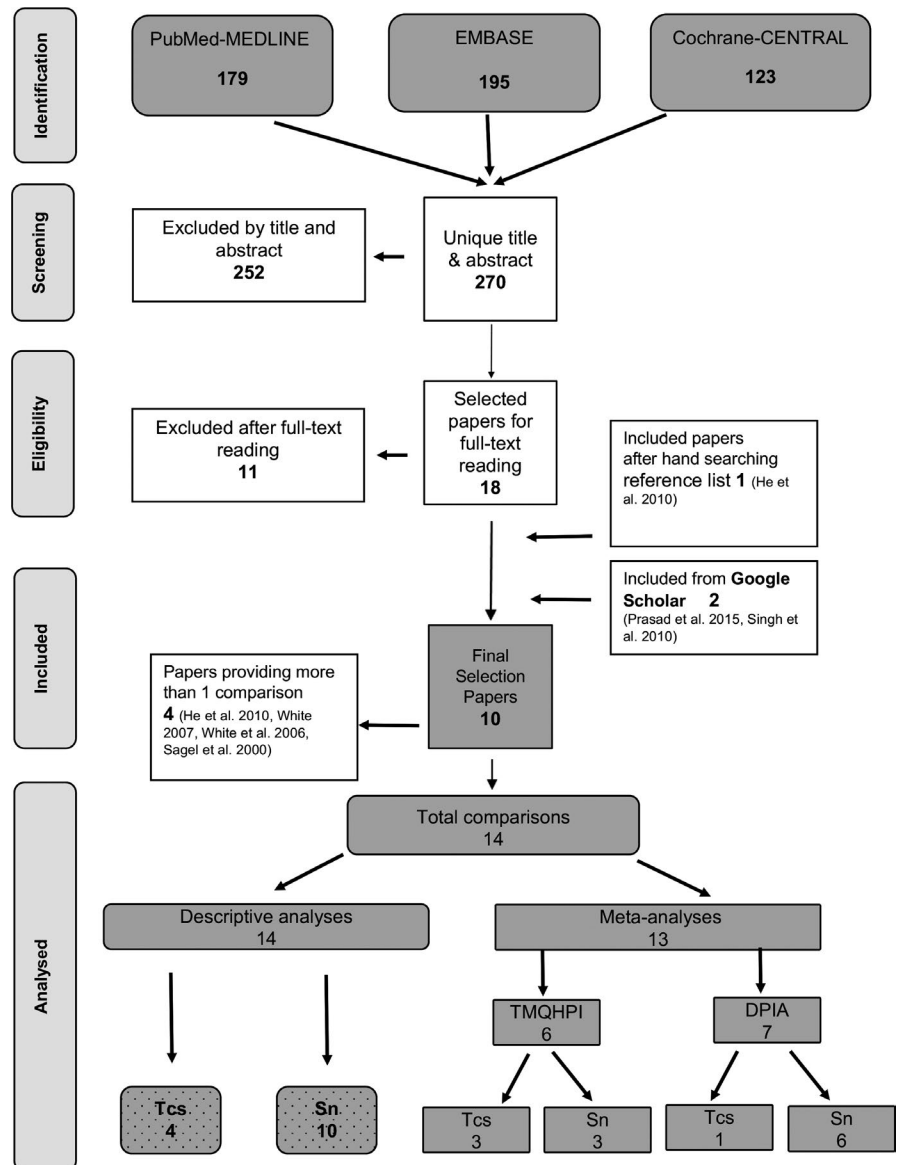 Identification
PubMed-MEDLINE
179
EMBASE
195
Cochrane-CENTRAL
123
Screening
Excluded by title and
abstract
252
Unique title
& abstract
270
Eligibility
Excluded after full-text
reading
11
Selected
papers for
full-text
reading
18
Included papers
after hand searching
reference list 1 (He et
al. 2010)
Included
Included from Google
Scholar 2
(Prasad et al. 2015, Singh et
al. 2010)
Papers providing more
than 1 comparison
4 (He et al. 2010, White
2007, White et al. 2006,
Sagel et al. 2000)
Final
Selection
Papers
10
Analysed
Total comparisons
14
Descriptive analyses
14
Meta-analyses
13
TMQHPI
6
DPIA
7
Tcs
4
Sn
10
Tcs
3
Sn
3
Tcs
1
Sn
6